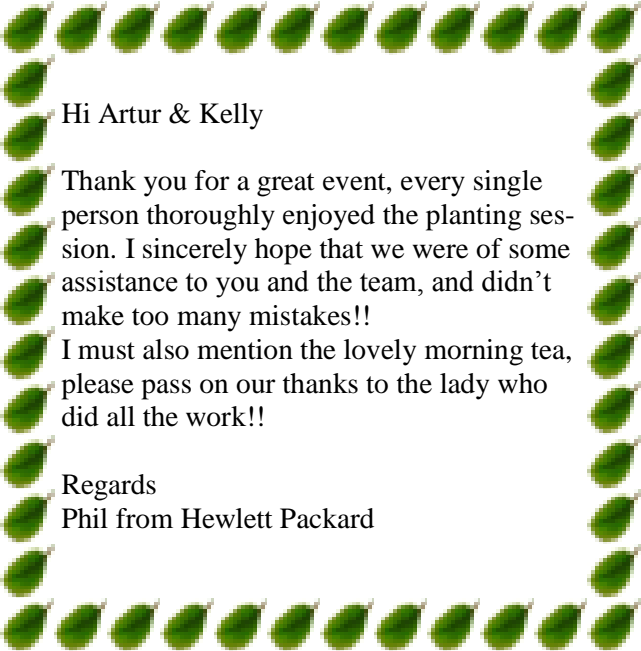 Hi Artur & Kelly
Thank you for a great event, every single
person thoroughly enjoyed the planting ses-
sion. I sincerely hope that we were of some
assistance to you and the team, and didn’t
make too many mistakes!!
I must also mention the lovely morning tea,
please pass on our thanks to the lady who
did all the work!!
Regards
Phil from Hewlett Packard